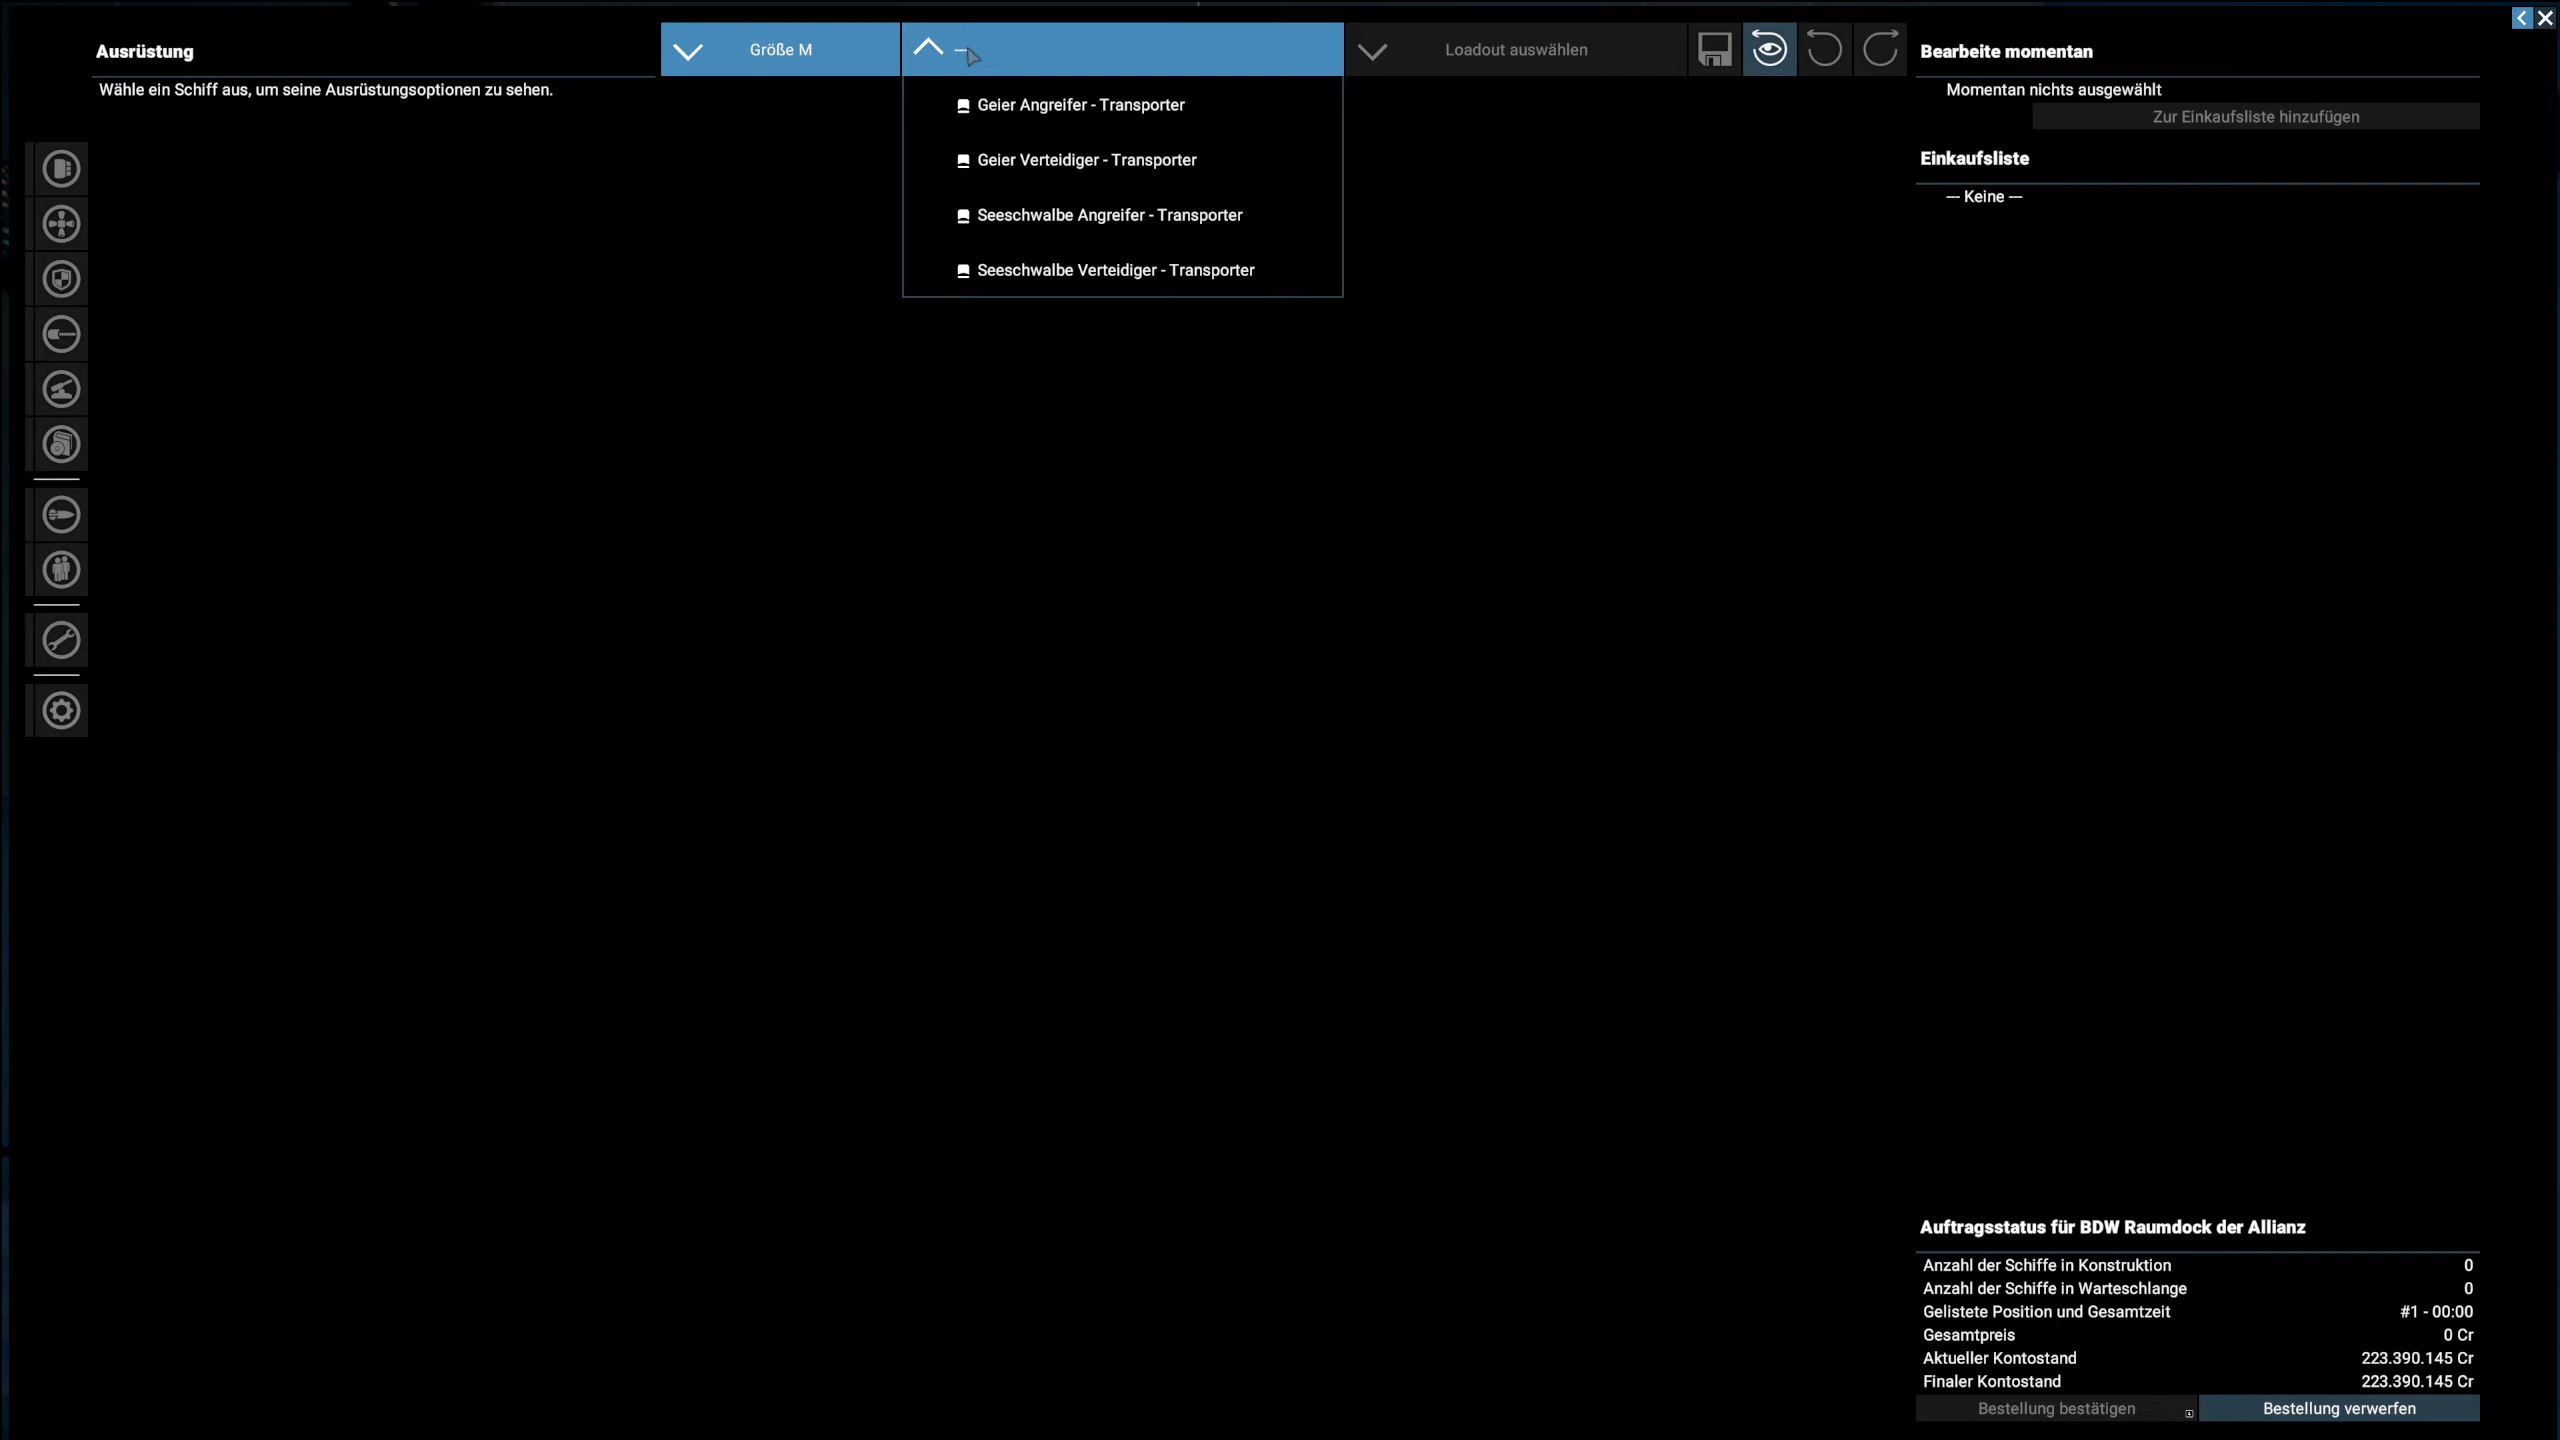 Ausrüstung
Wähle ein Schiff aus, um seine Ausrüstungsoptionen zu sehen.
Größe M
Loadout auswählen
Geier Angreifer - Transporter
Geier Verteidiger - Transporter
Seeschwalbe Angreifer - Transporter
Seeschwalbe Verteidiger - Transporter
Bearbeite momentan
Momentan nichts ausgewählt
Zur Einkaufsliste hinzufügen
Einkaufsliste
— Keine —
Auftragsstatus für BDW Raumdock der Allianz
Anzahl der Schiffe in Konstruktion 0
Anzahl der Schiffe in Warteschlange 0
Gelistete Position und Gesamtzeit #1 - 00:00
Gesamtpreis 0 Cr
Aktueller Kontostand 223.390.145 Cr
Finaler Kontostand 223.390.145 Cr
Bestellung bestätigen
Bestellung verwerfen